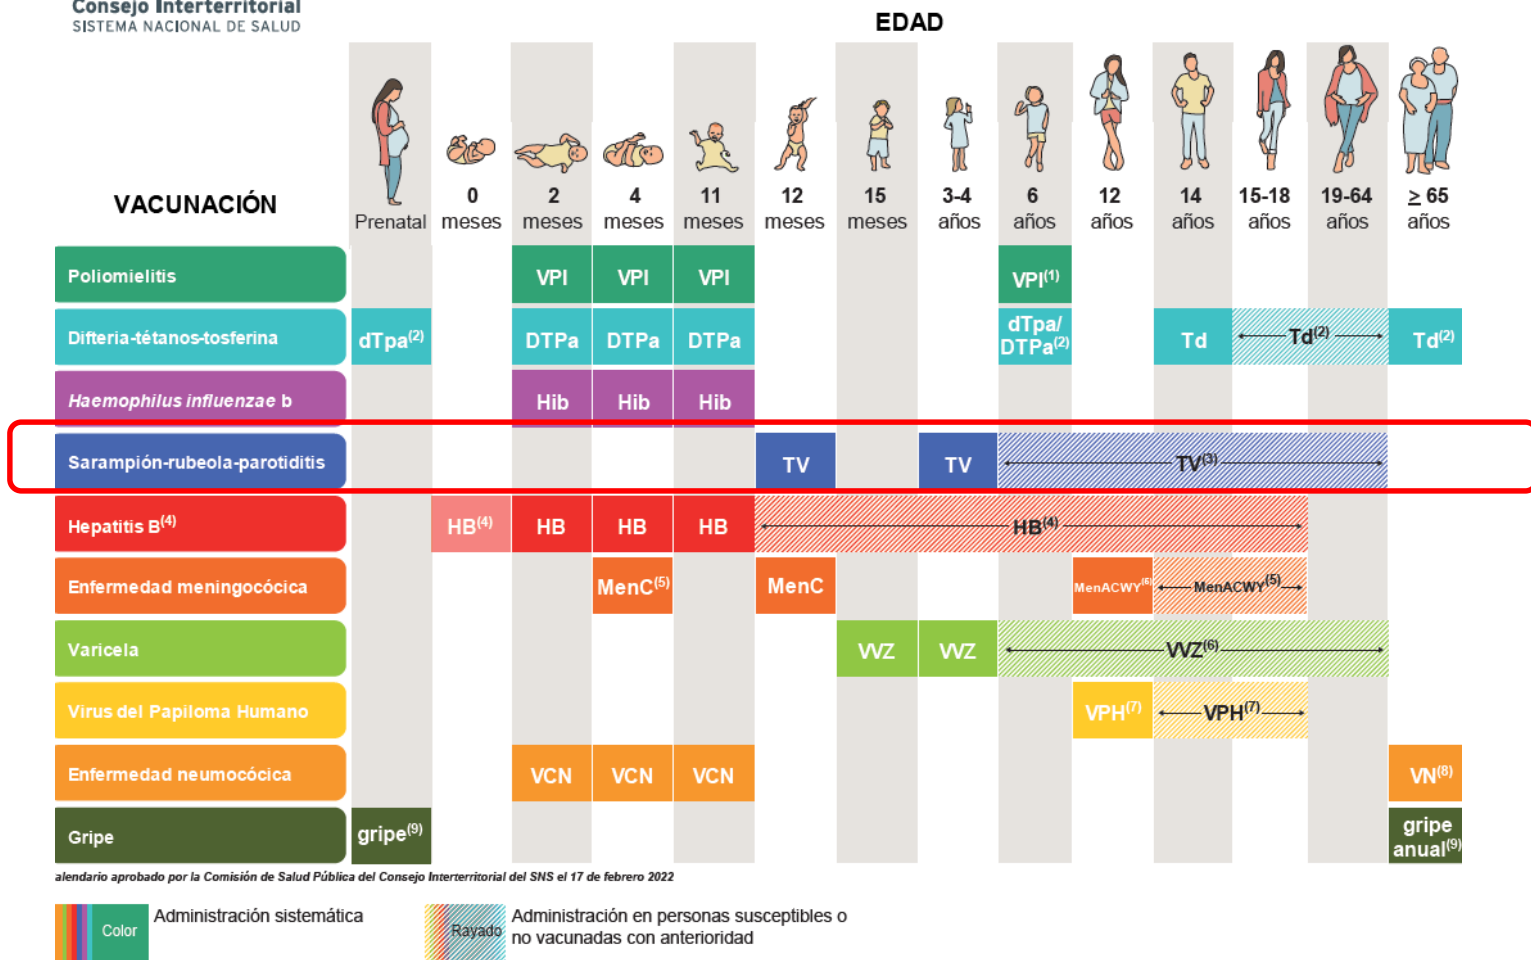 Consejo Interterritorial
SISTEMA NACIONAL DE SALUD
EDAD
VACUNACIÓN
Prenatal
0
meses
2
meses
4
meses
11
meses
12
meses
15
meses
3-4
años
6
años
12
años
14
años
15-18
años
19-64
años
≥ 65
años
Poliomielitis
VPI
VPI
VPI
VPI(1)
Difteria-tétanos-tosferina
dTpa(2)
DTPa
DTPa
DTPa
dTpa/
DTPa(2)
Td
Td(2)
Td(2)
Haemophilus influenzae b
Hib
Hib
Hib
Sarampión-rubeola-parotiditis
TV
TV
TV(3)
Hepatitis B(4)
HB(4)
HB
HB
HB
HB(4)
Enfermedad meningocócica
MenC(5)
MenC
MenACWY(5)
MenACWY(5)
Varicela
VVZ
VVZ
VVZ(6)
Virus del Papiloma Humano
VPH(7)
VPH(7)
Enfermedad neumocócica
VCN
VCN
VCN
VN(8)
Gripe
gripe(9)
gripe
anual(9)
alendario aprobado por la Comisión de Salud Pública del Consejo Interterritorial del SNS el 17 de febrero 2022
Color
Administración sistemática
Rayado
Administración en personas susceptibles o
no vacunadas con anterioridad